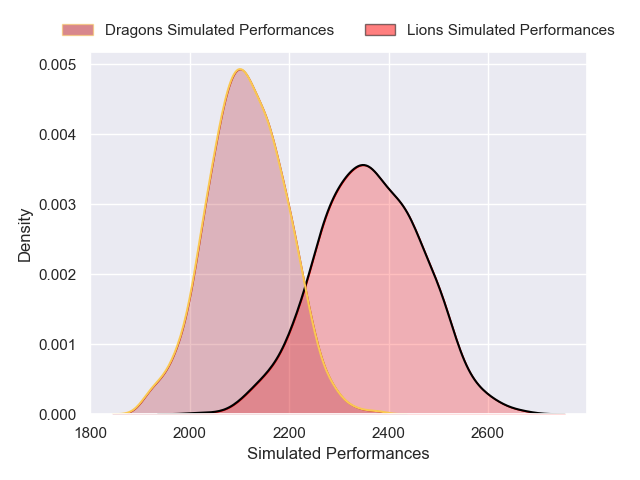 Dragons Simulated Performances Lions Simulated Performances
0.005
0.004
0.003
0.002
0.001
0.000
Density
1800 2000 2200 2400 2600
Simulated Performances